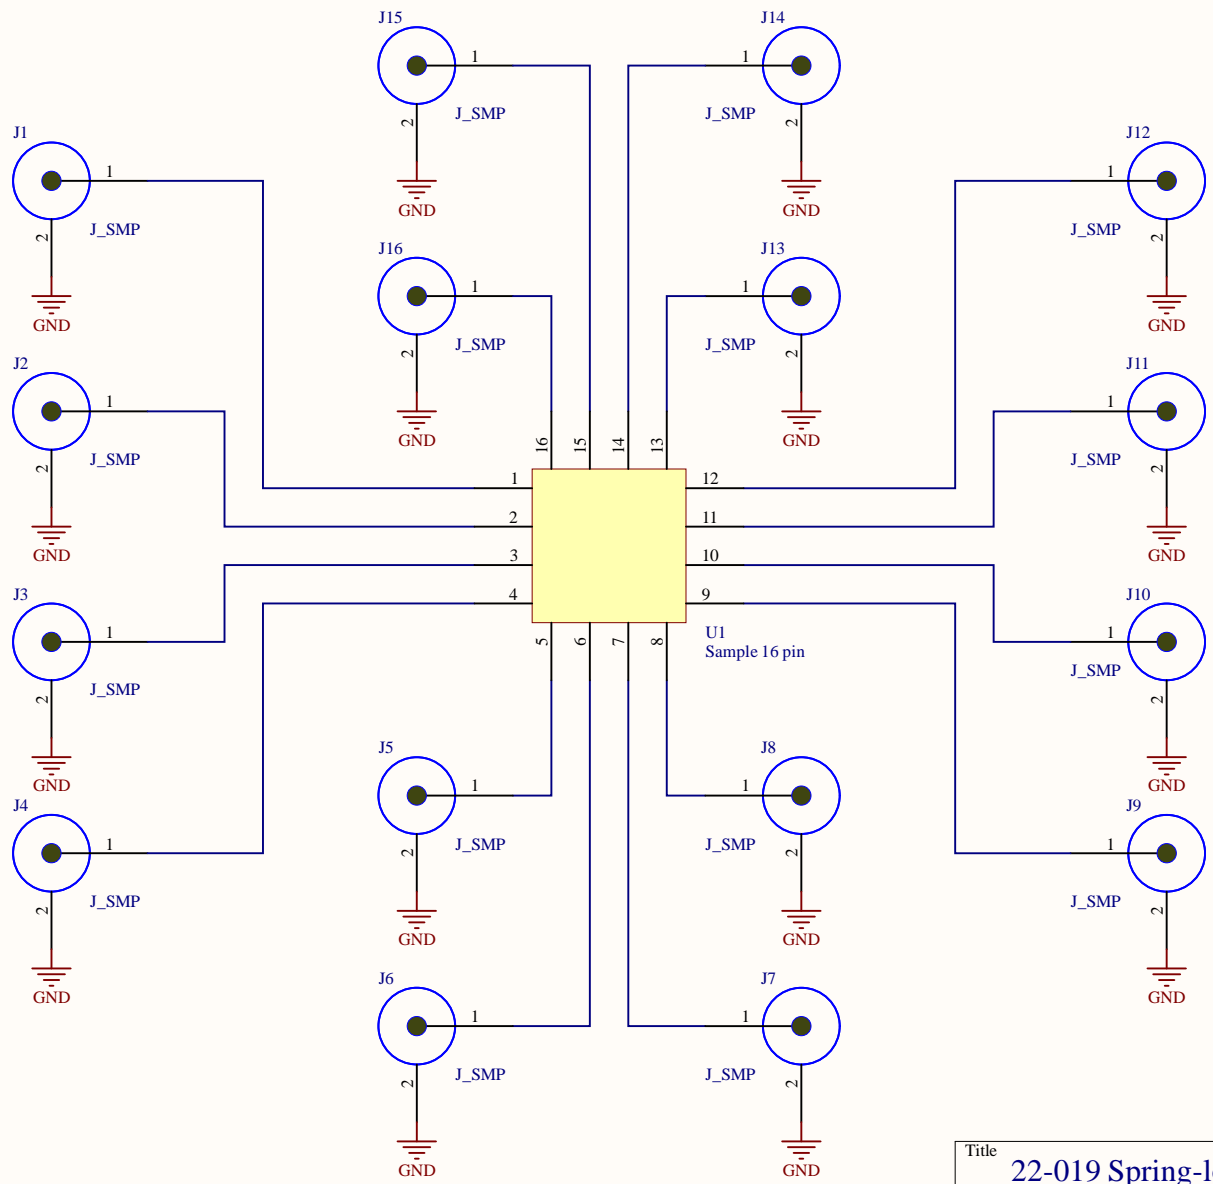 J15
1
J_SMP
2
GND
J14
1
J_SMP
2
GND
J1
1
J_SMP
2
GND
J12
1
J_SMP
2
GND
J16
1
J_SMP
2
GND
J13
1
J_SMP
2
GND
J2
1
J_SMP
2
GND
J11
1
J_SMP
2
GND
16
15
14
13
1
2
3
4
12
11
10
9
5
6
7
8
U1
Sample 16 pin
J3
1
J_SMP
2
GND
J10
1
J_SMP
2
GND
J5
1
J_SMP
2
GND
J8
1
J_SMP
2
GND
J4
1
J_SMP
2
GND
J9
1
J_SMP
2
GND
J6
1
J_SMP
2
GND
J7
1
J_SMP
2
GND
Title
22-019